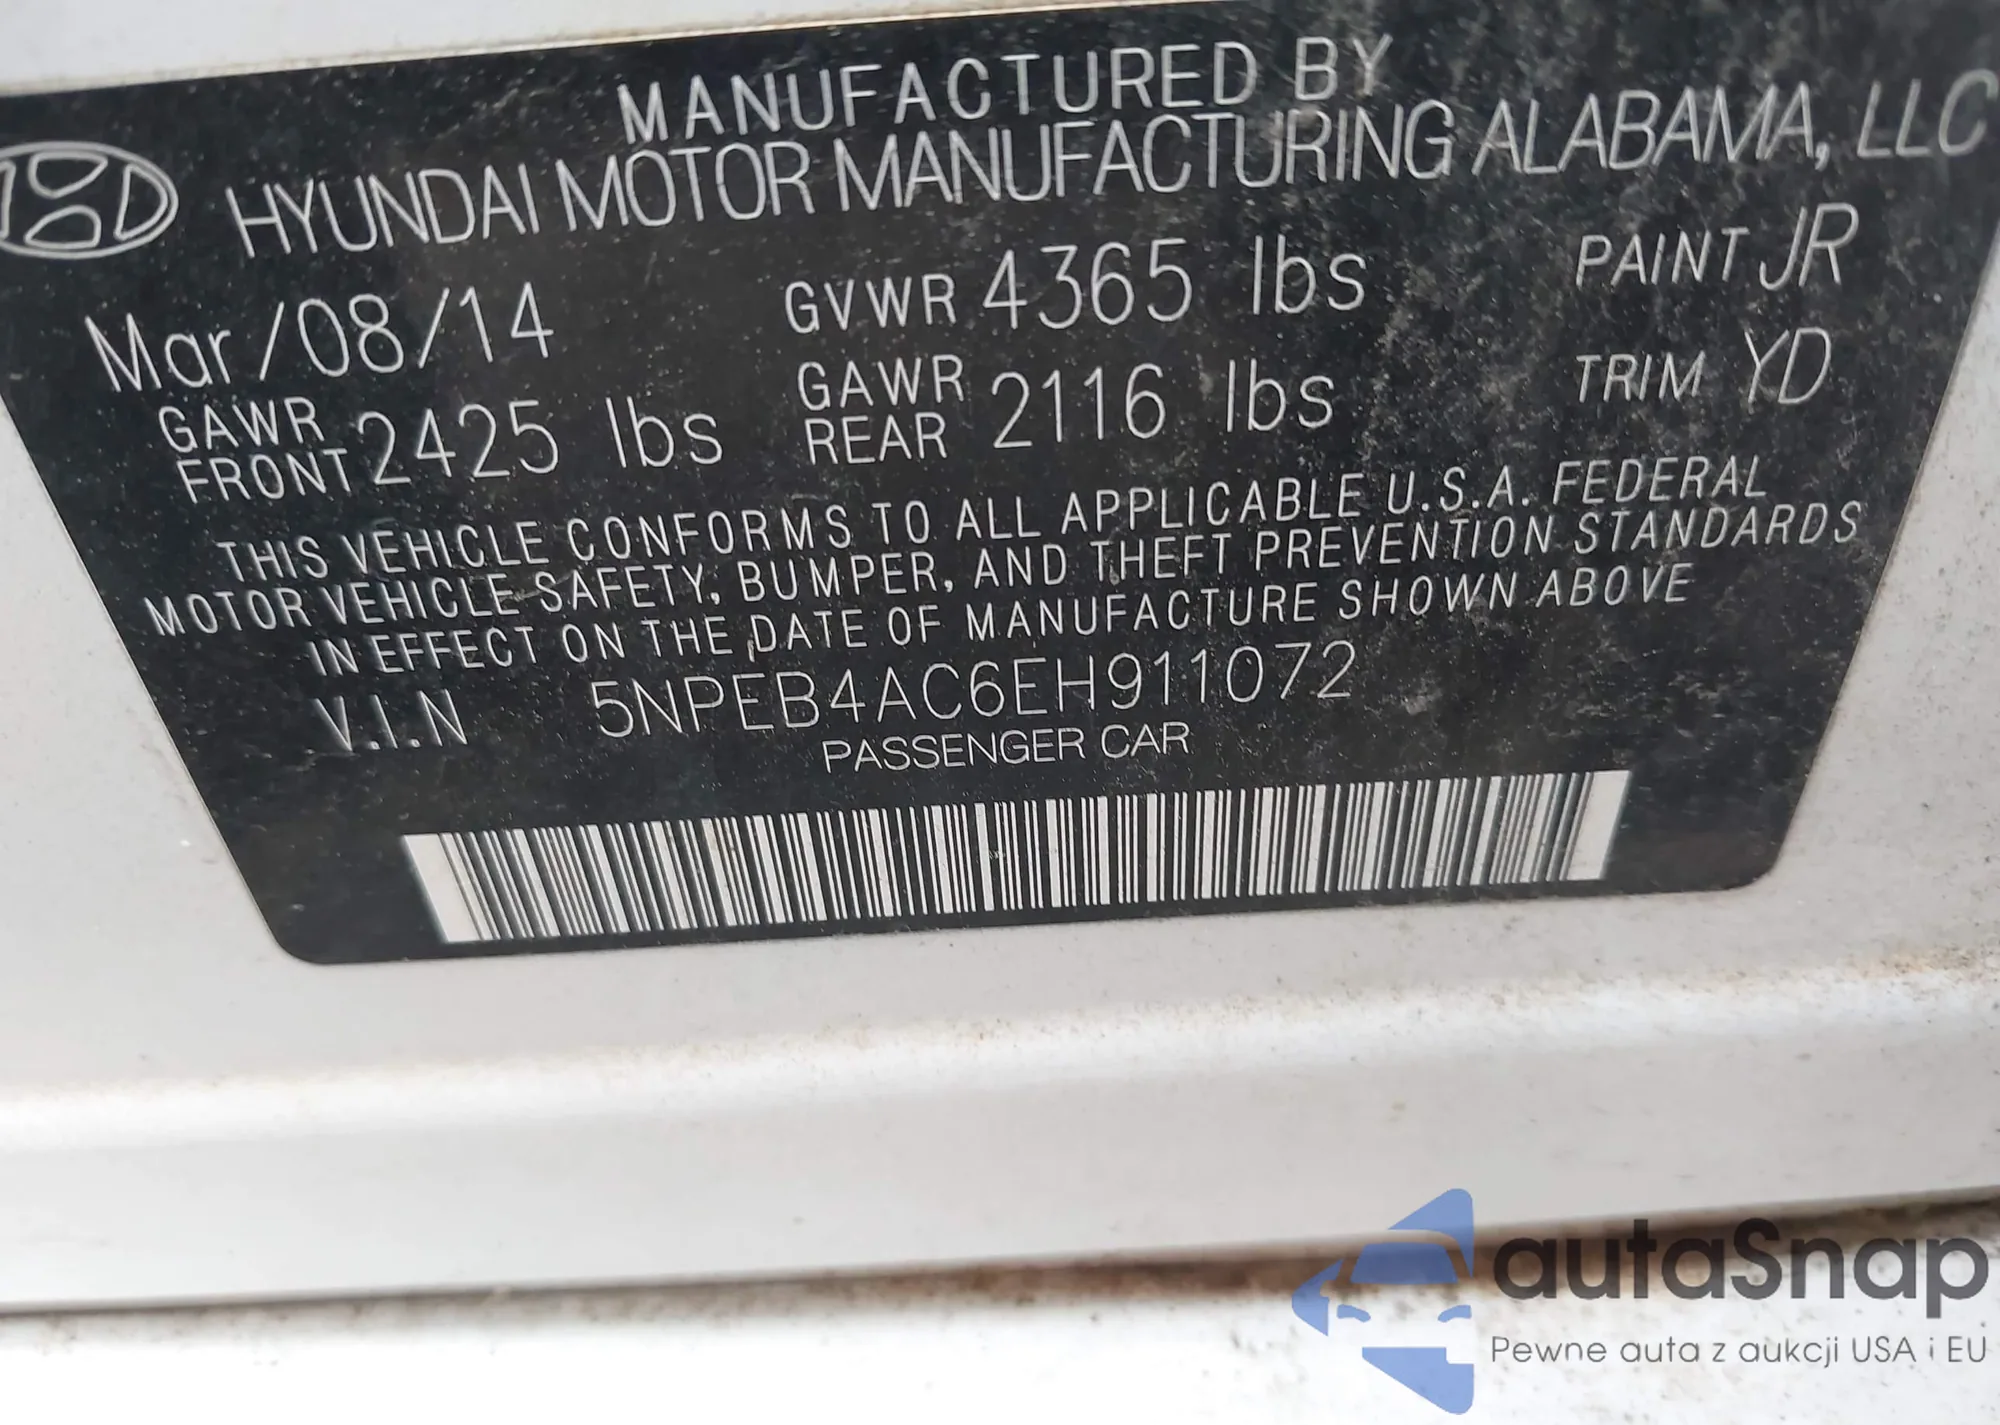 MANUFACTURED BY
HYUNDAI MOTOR MANUFACTURING ALABAMA, LLC
Mar/08/14 GVWR 4365 lbs PAINT JR
GAWR FRONT 2425 lbs GAWR REAR 2116 lbs TRIM YD
THIS VEHICLE CONFORMS TO ALL APPLICABLE U.S.A. FEDERAL
MOTOR VEHICLE SAFETY, BUMPER, AND THEFT PREVENTION STANDARDS
IN EFFECT ON THE DATE OF MANUFACTURE SHOWN ABOVE
V.I.N 5NPEB4AC6EH911072
PASSENGER CAR
autaSnap
Pewne auta z aukcji USA i EU